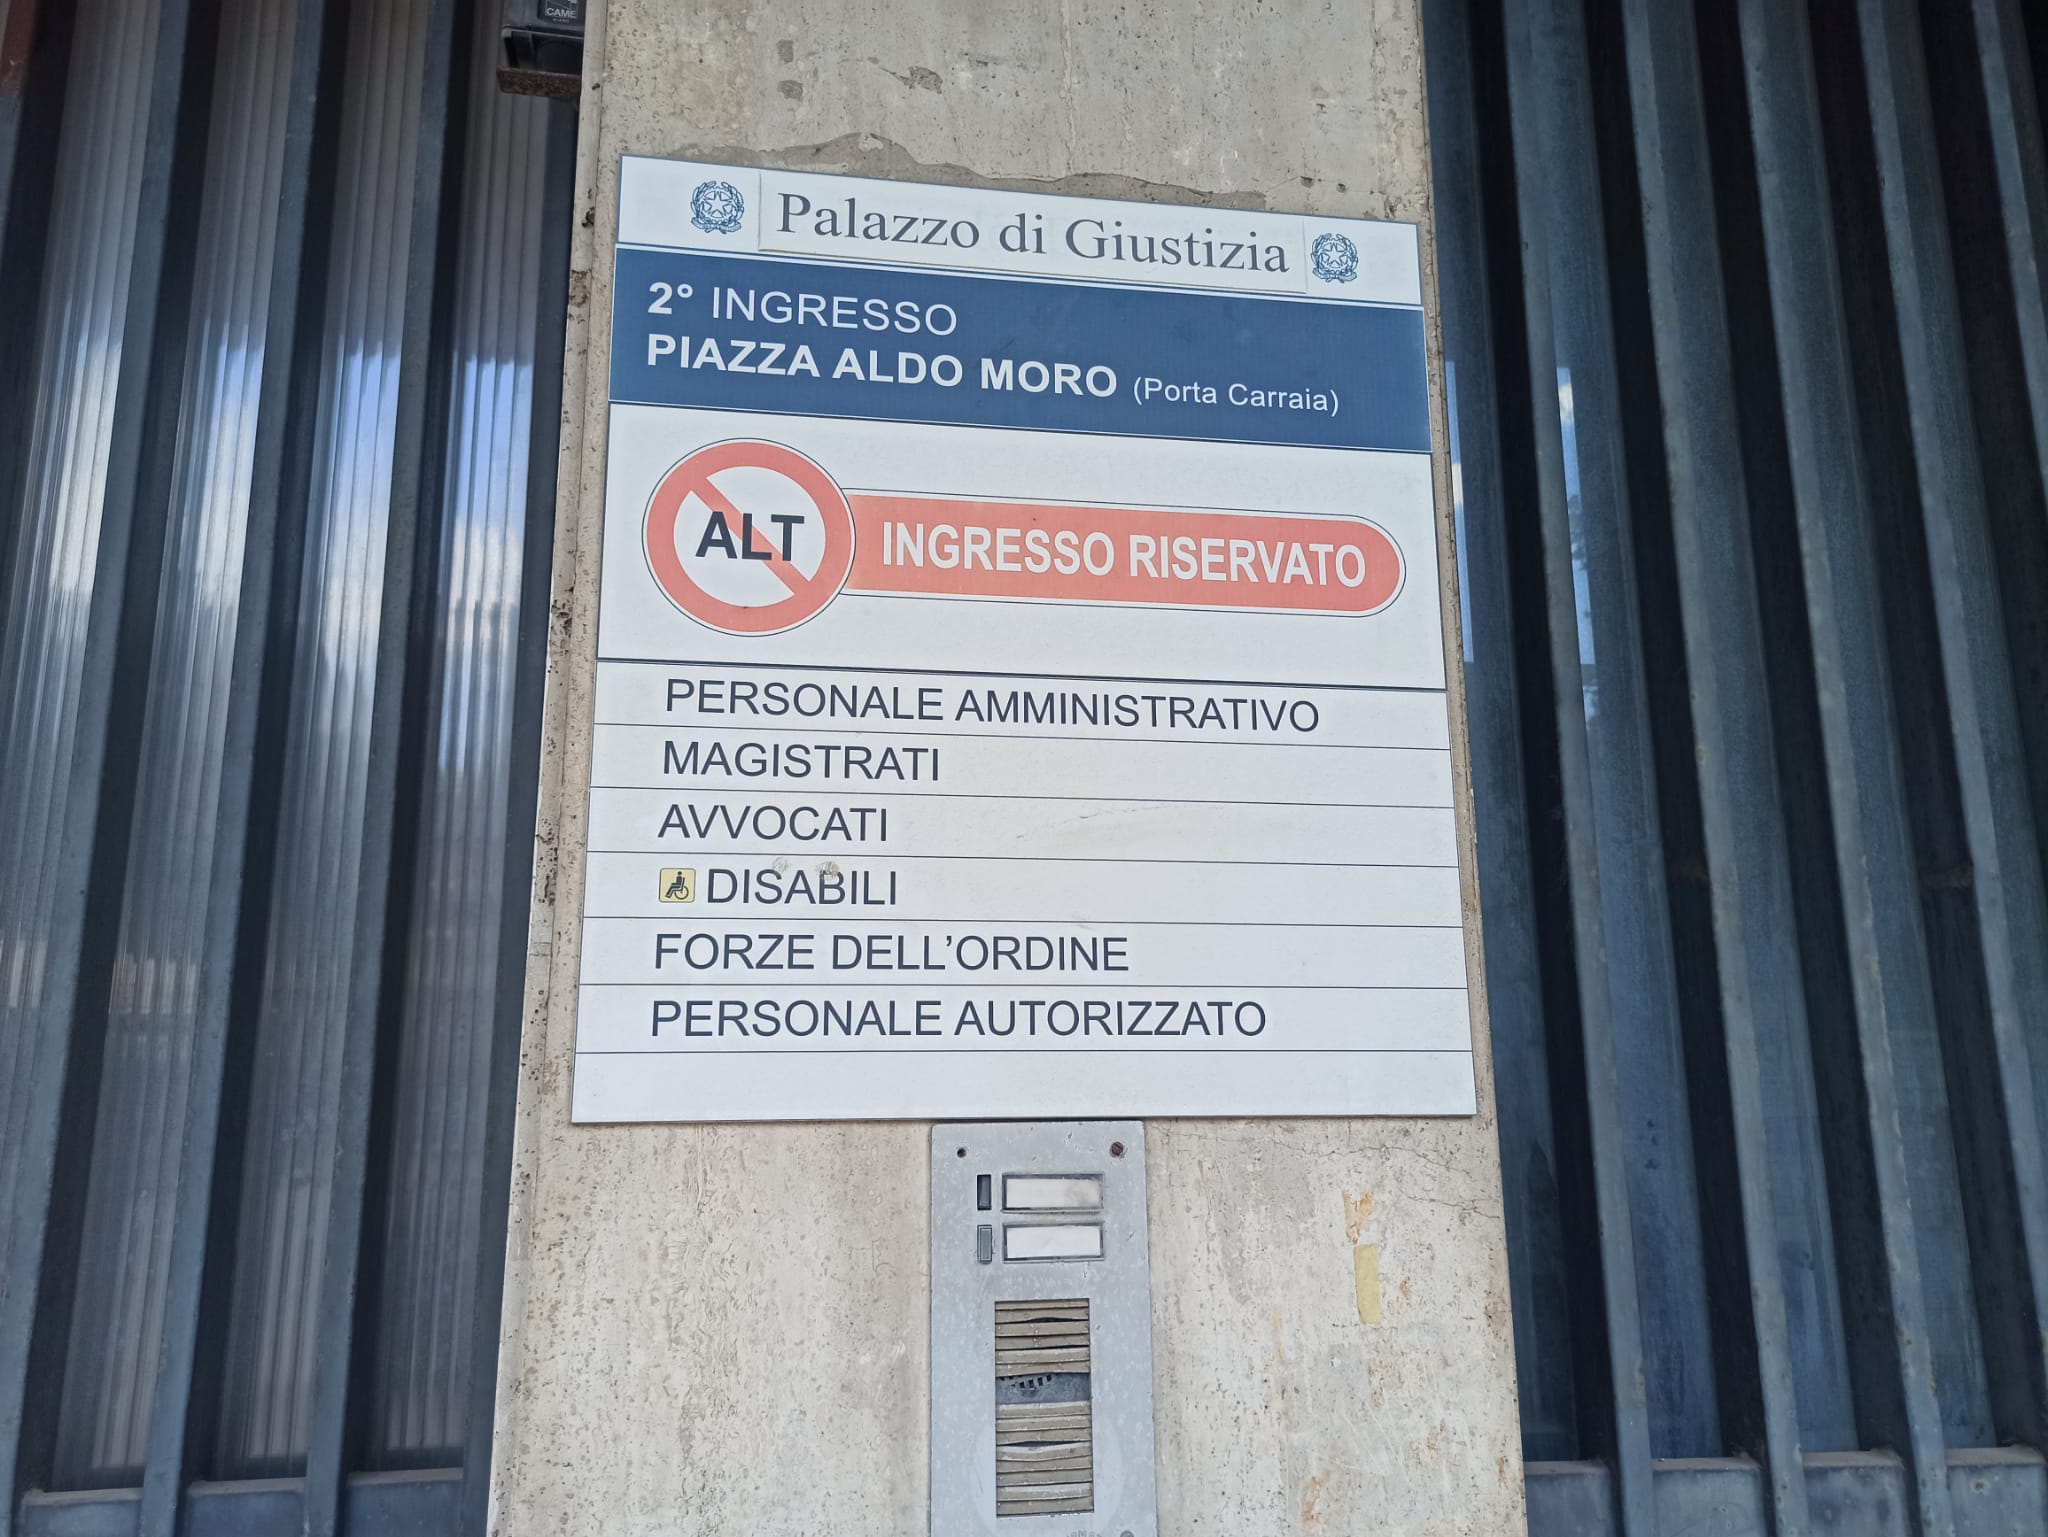 CAME
Palazzo di Giustizia
2° INGRESSO
PIAZZA ALDO MORO (Porta Carraia)
ALT
INGRESSO RISERVATO
PERSONALE AMMINISTRATIVO
MAGISTRATI
AVVOCATI
DISABILI
FORZE DELL'ORDINE
PERSONALE AUTORIZZATO